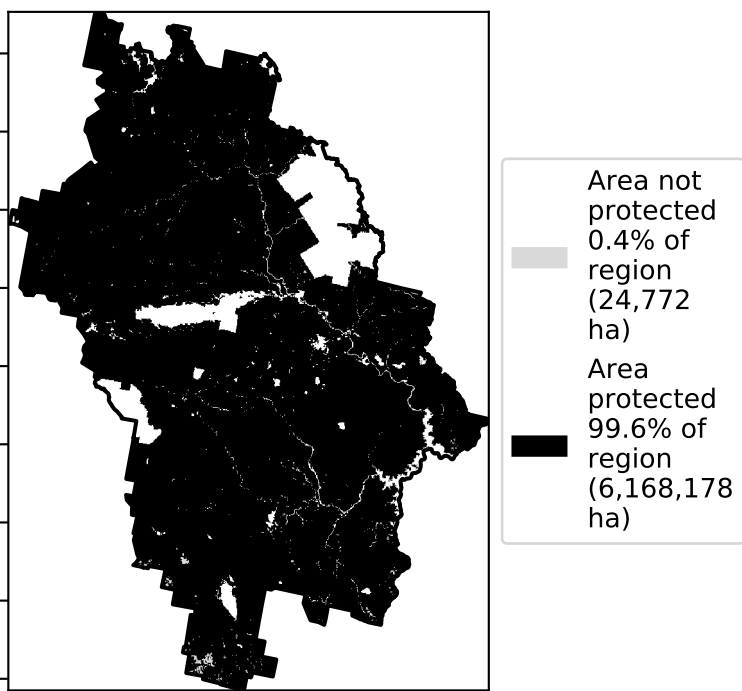 Area not
protected
0.4% of
region
(24,772
ha)
Area
protected
99.6% of
region
(6,168,178
ha)